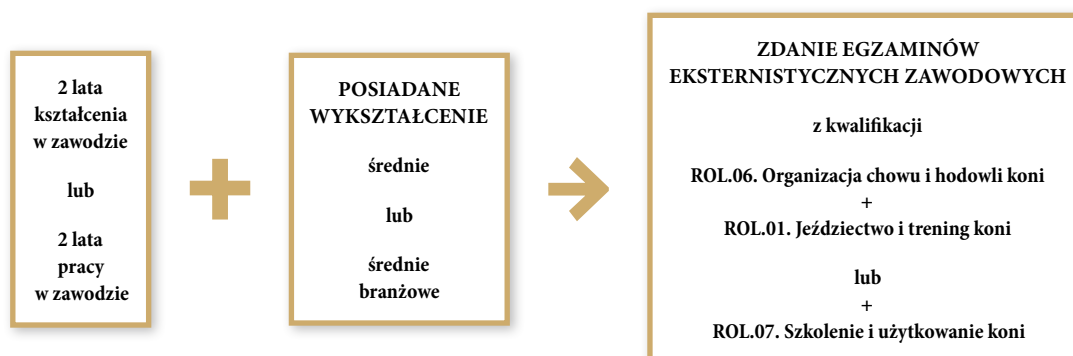 2 lata
kształcenia
w zawodzie
lub
2 lata
pracy
w zawodzie
+
POSIADANE
WYKSZTAŁCENIE
średnie
lub
średnie
branżowe
ZDANIE EGZAMINÓW
EKSTERNISTYCZNYCH ZAWODOWYCH
z kwalifikacji
ROL.06. Organizacja chowu i hodowli koni
+
ROL.01. Jeździectwo i trening koni
lub
+
ROL.07. Szkolenie i użytkowanie koni